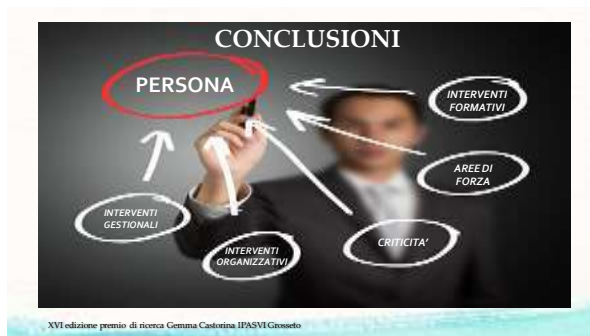 CONCLUSIONI
PERSONA
INTERVENTI
FORMATIVI
AREE DI
FORZA
CRITICITA'
INTERVENTI
ORGANIZZATIVI
INTERVENTI
GESTIONALI
XVI edizione premio di ricerca Gemma Castorina IPASVI Grosseto